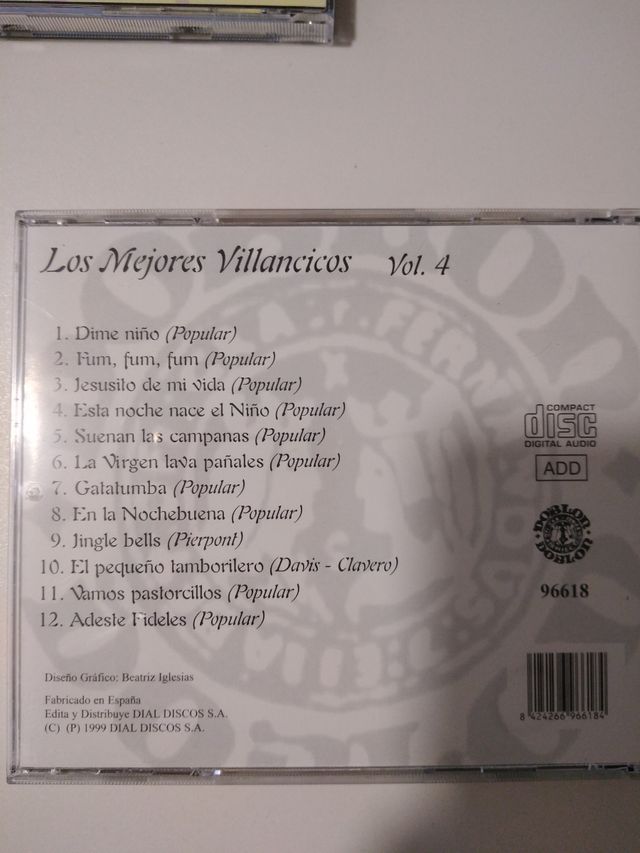 Los Mejores Villancicos Vol. 4
1. Dime niño (Popular)
2. Fum, fum, fum (Popular)
3. Jesusito de mi vida (Popular)
4. Esta noche nace el Niño (Popular)
5. Suenan las campanas (Popular)
6. La Virgen lava pañales (Popular)
7. Gatatumba (Popular)
8. En la Nochebuena (Popular)
9. Jingle bells (Pierpont)
10. El pequeño tamborilero (Davis - Clavero)
11. Vamos pastorcillos (Popular)
12. Adeste Fideles (Popular)
COMPACT
disc
DIGITAL AUDIO
ADD
DOBLON
DOBLON
96618
Diseño Gráfico: Beatriz Iglesias
Fabricado en España
Edita y Distribuye DIAL DISCOS S.A.
(C) (P) 1999 DIAL DISCOS S.A.
8 424266 966184